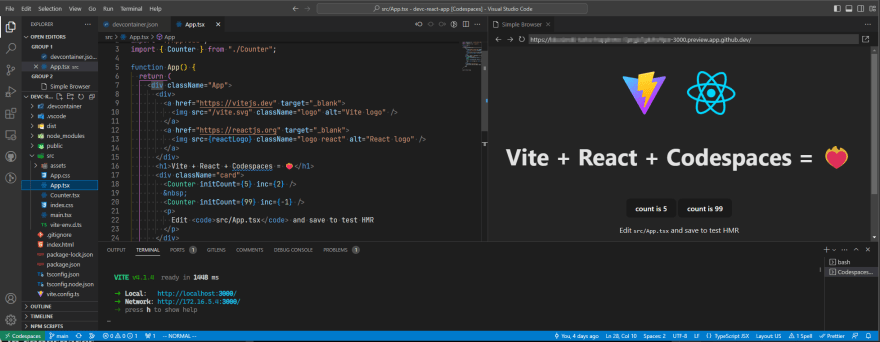 File Edit Selection View Go Run Terminal Help
src/App.tsx - devc-react-app [Codespaces] - Visual Studio Code
EXPLORER
OPEN EDITORS
GROUP 1
devcontainer.jso...
App.tsx src
GROUP 2
Simple Browser
DEVC-R...
.devcontainer
.vscode
dist
node_modules
public
src
assets
App.css
App.tsx
Counter.tsx
index.css
main.tsx
vite-env.d.ts
.gitignore
index.html
package-lock.json
package.json
tsconfig.json
tsconfig.node.json
vite.config.ts
OUTLINE
TIMELINE
NPM SCRIPTS
devcontainer.json
App.tsx
src > App.tsx > App
3 import { Counter } from "./Counter";
4
5 function App() {
6 return (
7 <div className="App">
8 <div>
9 <a href="https://vitejs.dev" target="_blank">
10 <img src="/vite.svg" className="logo" alt="Vite logo" />
11 </a>
12 <a href="https://reactjs.org" target="_blank">
13 <img src={reactLogo} className="logo react" alt="React logo" />
14 </a>
15 </div>
16 <h1>Vite + React + Codespaces = </h1>
17 <div className="card">
18 <Counter initCount={5} inc={2} />
19 &nbsp;
20 <Counter initCount={99} inc={-1} />
21 <p>
22 Edit <code>src/App.tsx</code> and save to test HMR
23 </p>
24 </div>
Simple Browser
https://
-3000.preview.app.github.dev/
Vite + React + Codespaces =
count is 5
count is 99
Edit src/App.tsx and save to test HMR
OUTPUT TERMINAL PORTS 1 GITLENS COMMENTS DEBUG CONSOLE PROBLEMS 1
VITE v4.1.4 ready in 1448 ms
➜ Local: http://localhost:3000/
➜ Network: http://172.16.5.4:3000/
➜ press h to show help
bash
Codespaces...
Codespaces
main
0 0 1
1
-- NORMAL --
You, 4 days ago
Ln 28, Col 10
Spaces: 2
UTF-8
LF
{} TypeScript JSX
Layout: US
1 Spell
Prettier